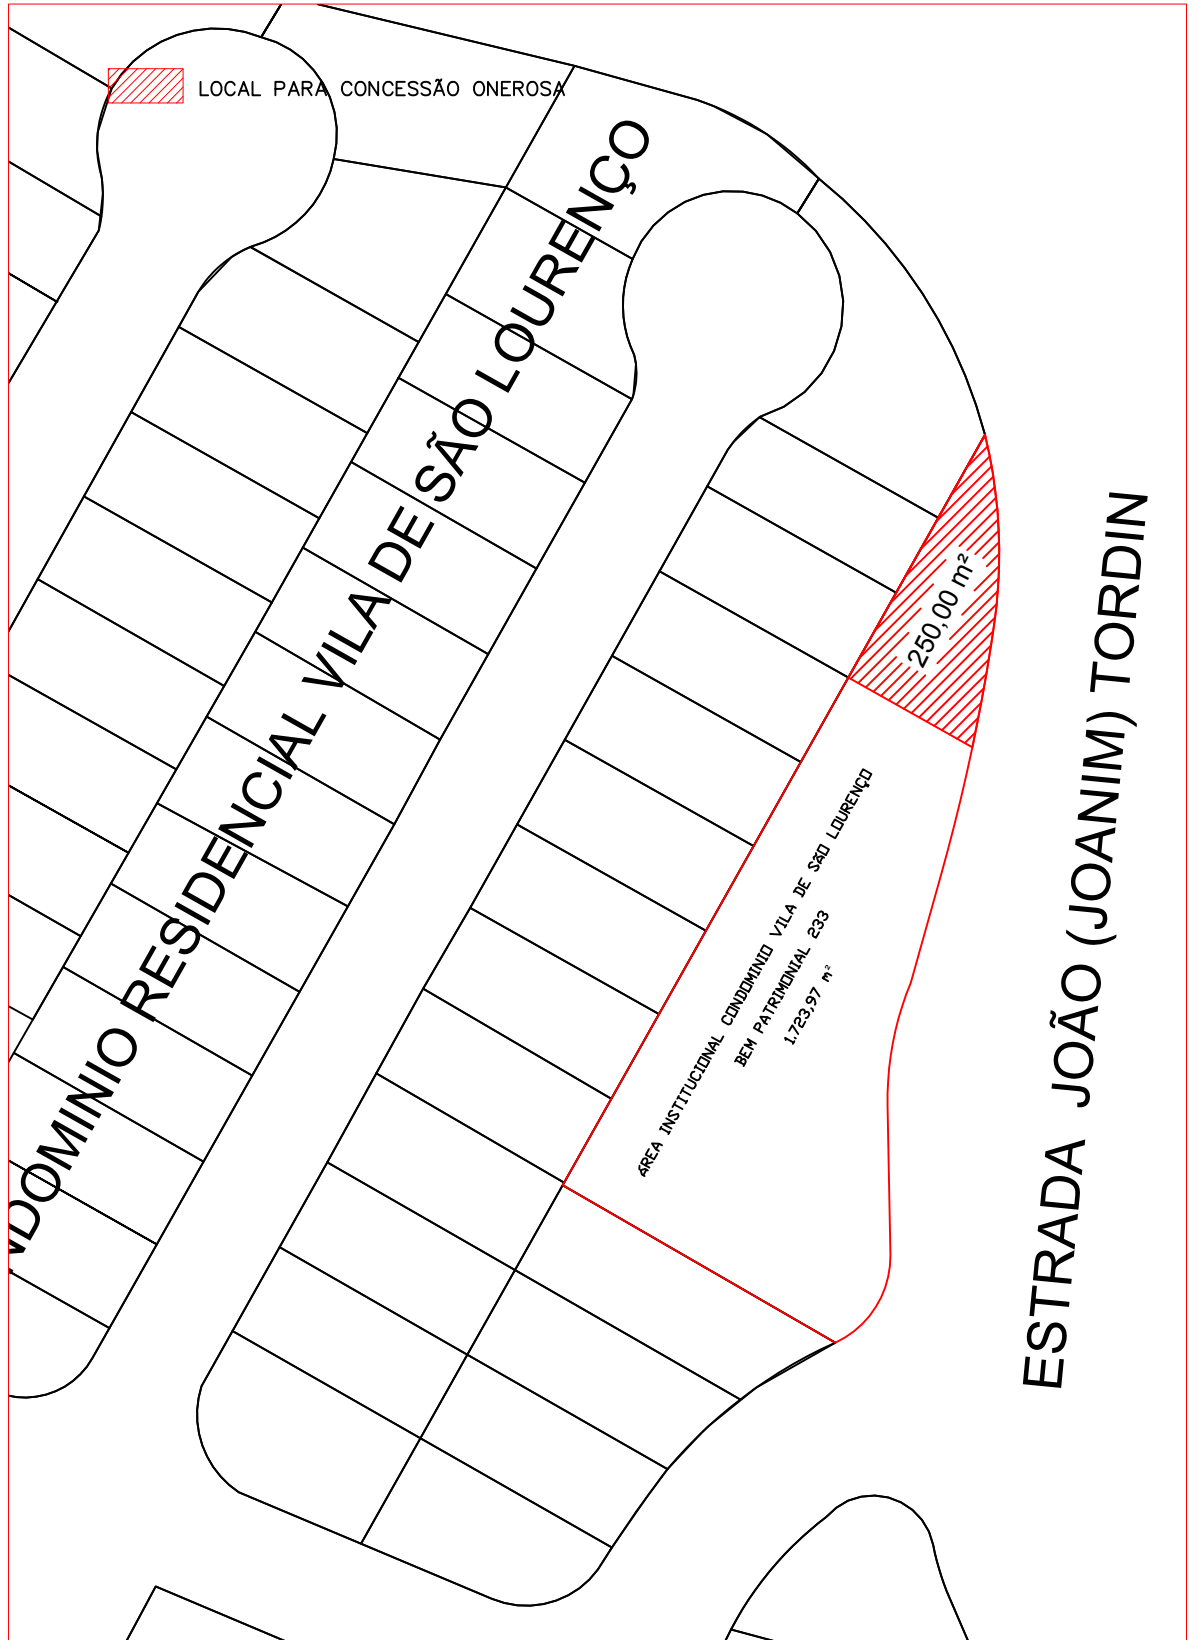 LOCAL PARA CONCESSÃO ONEROSA
NDOMINIO RESIDENCIAL VILA DE SÃO LOURENÇO
250,00 m²
ÁREA INSTITUCIONAL CONDOMINIO VILA DE SÃO LOURENÇO
BEM PATRIMONIAL 233
1.723,97 m²
ESTRADA JOÃO (JOANIM) TORDIN